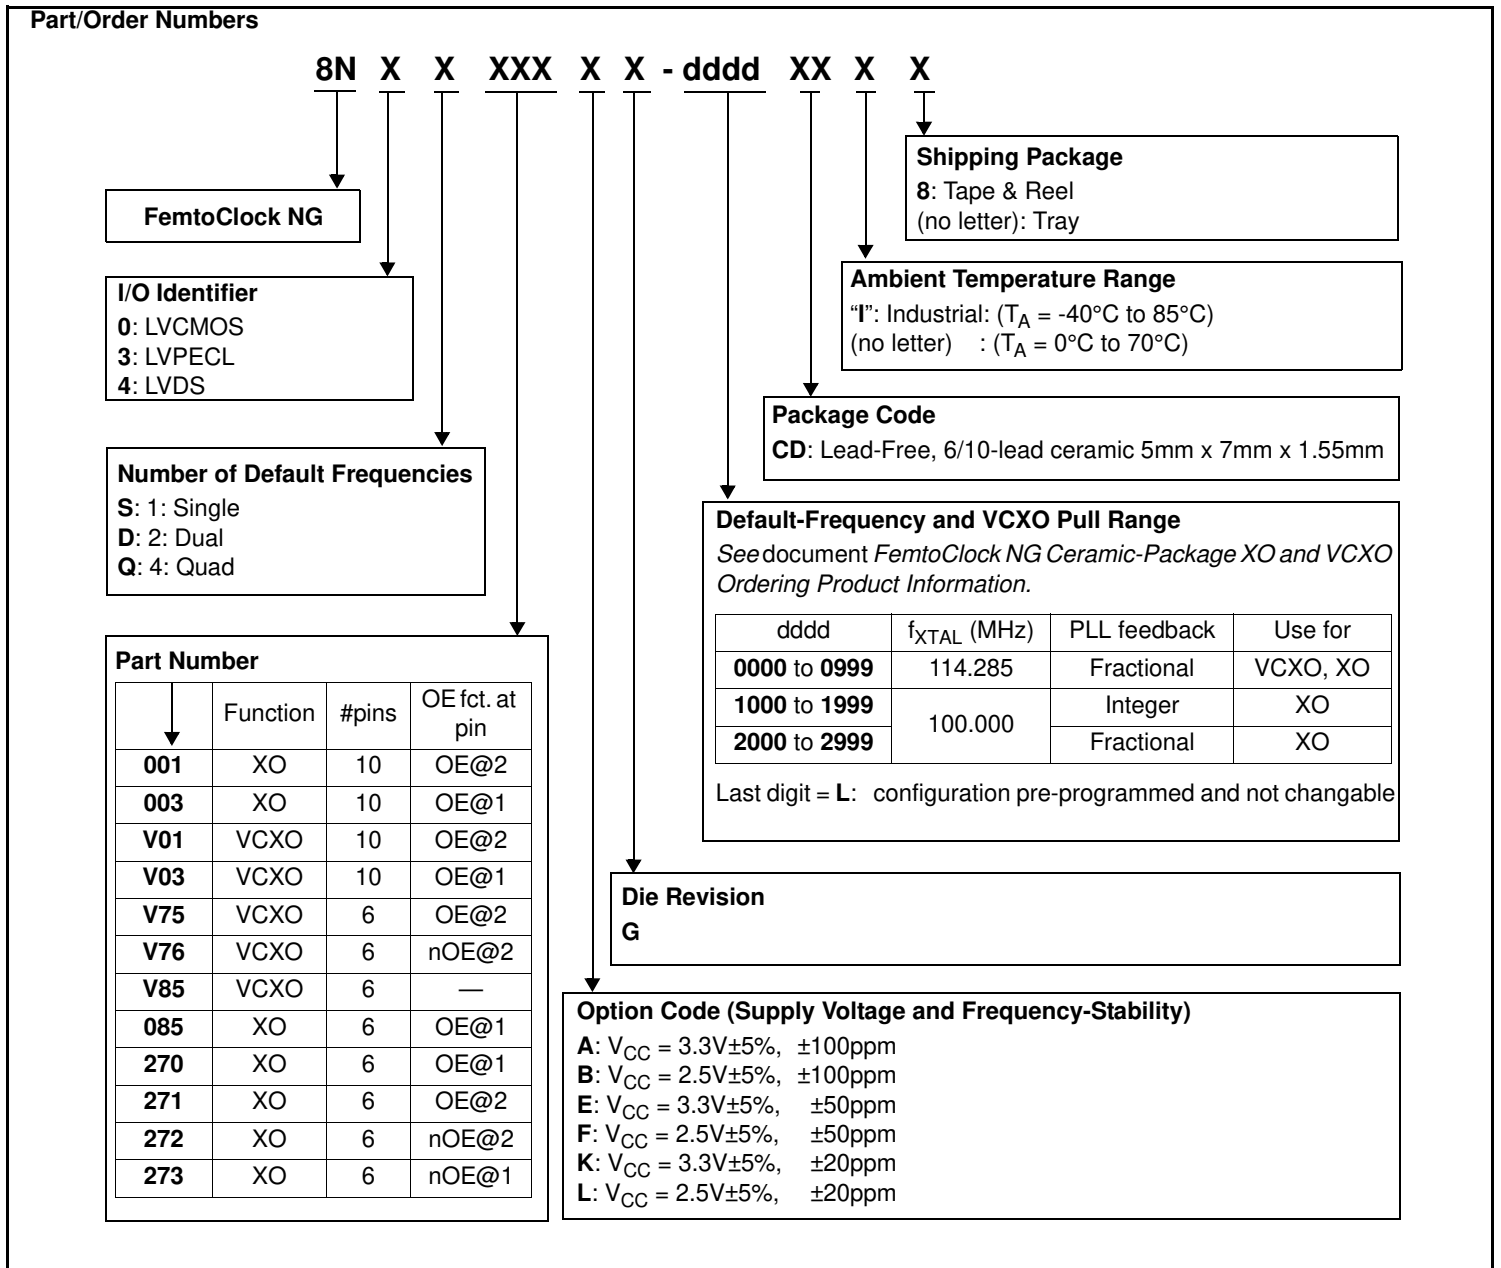 Part/Order Numbers
8N X X XXX X X - dddd XX X X
Shipping Package
8: Tape & Reel
(no letter): Tray
FemtoClock NG
Ambient Temperature Range
“I”: Industrial: (TA = -40°C to 85°C)
(no letter) : (TA = 0°C to 70°C)
I/O Identifier
0: LVCMOS
3: LVPECL
4: LVDS
Package Code
CD: Lead-Free, 6/10-lead ceramic 5mm x 7mm x 1.55mm
Number of Default Frequencies
S: 1: Single
D: 2: Dual
Q: 4: Quad
Default-Frequency and VCXO Pull Range
See document FemtoClock NG Ceramic-Package XO and VCXO
Ordering Product Information.
dddd fXTAL (MHz) PLL feedback Use for
0000 to 0999 114.285 Fractional VCXO, XO
1000 to 1999 100.000 Integer XO
2000 to 2999 Fractional XO
Last digit = L: configuration pre-programmed and not changable
Part Number
Function #pins OE fct. at
pin
001 XO 10 OE@2
003 XO 10 OE@1
V01 VCXO 10 OE@2
V03 VCXO 10 OE@1
V75 VCXO 6 OE@2
V76 VCXO 6 nOE@2
V85 VCXO 6 —
085 XO 6 OE@1
270 XO 6 OE@1
271 XO 6 OE@2
272 XO 6 nOE@2
273 XO 6 nOE@1
Die Revision
G
Option Code (Supply Voltage and Frequency-Stability)
A: VCC = 3.3V±5%, ±100ppm
B: VCC = 2.5V±5%, ±100ppm
E: VCC = 3.3V±5%, ±50ppm
F: VCC = 2.5V±5%, ±50ppm
K: VCC = 3.3V±5%, ±20ppm
L: VCC = 2.5V±5%, ±20ppm